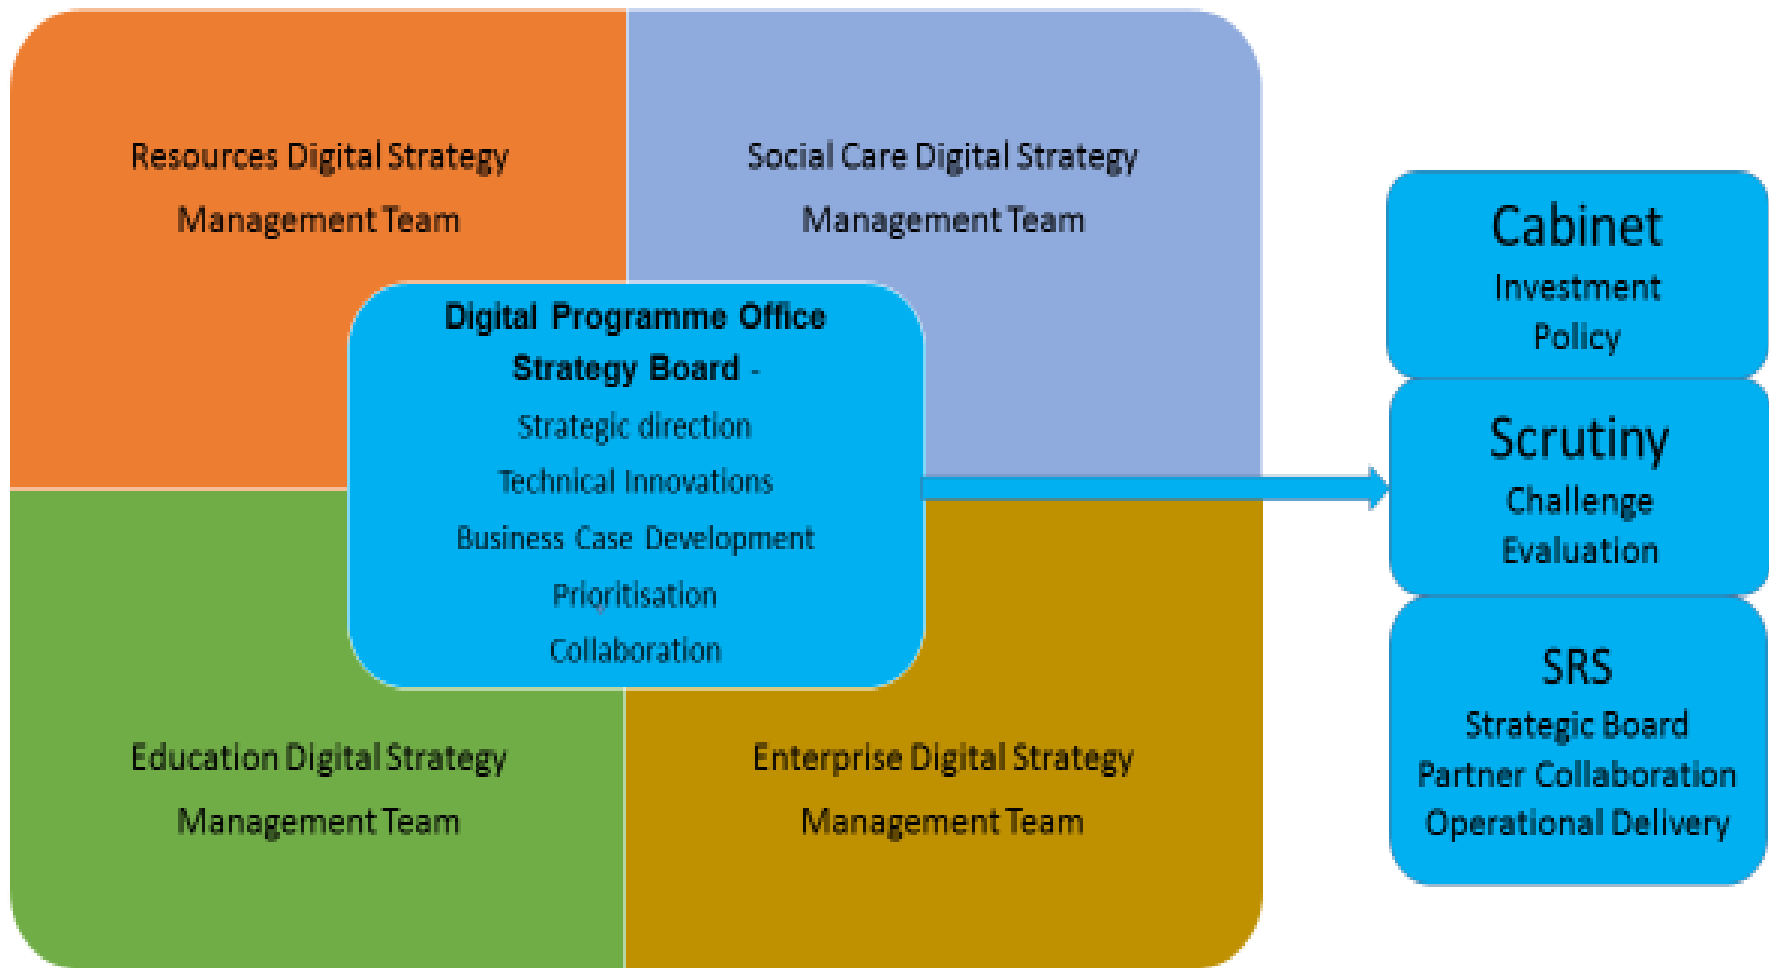 Resources Digital Strategy
Management Team
Social Care Digital Strategy
Management Team
Digital Programme Office
Strategy Board -
Strategic direction
Technical Innovations
Business Case Development
Prioritisation
Collaboration
Education Digital Strategy
Management Team
Enterprise Digital Strategy
Management Team
Cabinet
Investment
Policy
Scrutiny
Challenge
Evaluation
SRS
Strategic Board
Partner Collaboration
Operational Delivery